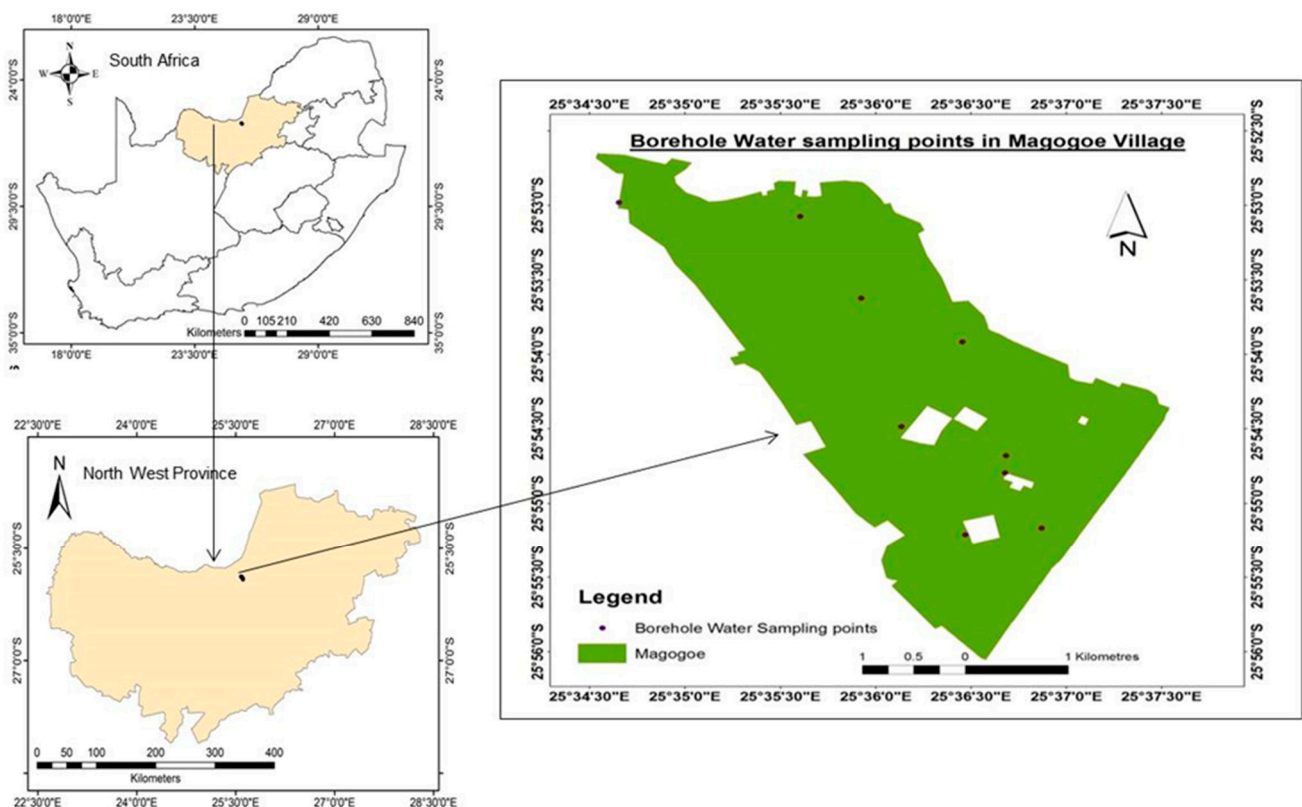 18°0'0"E 23°30'0"E 29°0'0"E
N
W E
S
South Africa
24°0'0"S 24°0'0"S
29°30'0"S 29°30'0"S
35°0'0"S 35°0'0"S
Kilometers 0 105 210 420 630 840
18°0'0"E 23°30'0"E 29°0'0"E
22°30'0"E 24°0'0"E 25°30'0"E 27°0'0"E 28°30'0"E
N
North West Province
25°30'0"S 25°30'0"S
27°0'0"S 27°0'0"S
0 50 100 200 300 400
Kilometers
22°30'0"E 24°0'0"E 25°30'0"E 27°0'0"E 28°30'0"E
25°34'30"E 25°35'0"E 25°35'30"E 25°36'0"E 25°36'30"E 25°37'0"E 25°37'30"E
Borehole Water sampling points in Magogoe Village
N
25°52'30"S
25°53'0"S 25°53'0"S
25°53'30"S 25°53'30"S
25°54'0"S 25°54'0"S
25°54'30"S 25°54'30"S
25°55'0"S 25°55'0"S
25°55'30"S 25°55'30"S
25°56'0"S 25°56'0"S
Legend
Borehole Water Sampling points
Magogoe
1 0.5 0 1 Kilometres
25°34'30"E 25°35'0"E 25°35'30"E 25°36'0"E 25°36'30"E 25°37'0"E 25°37'30"E